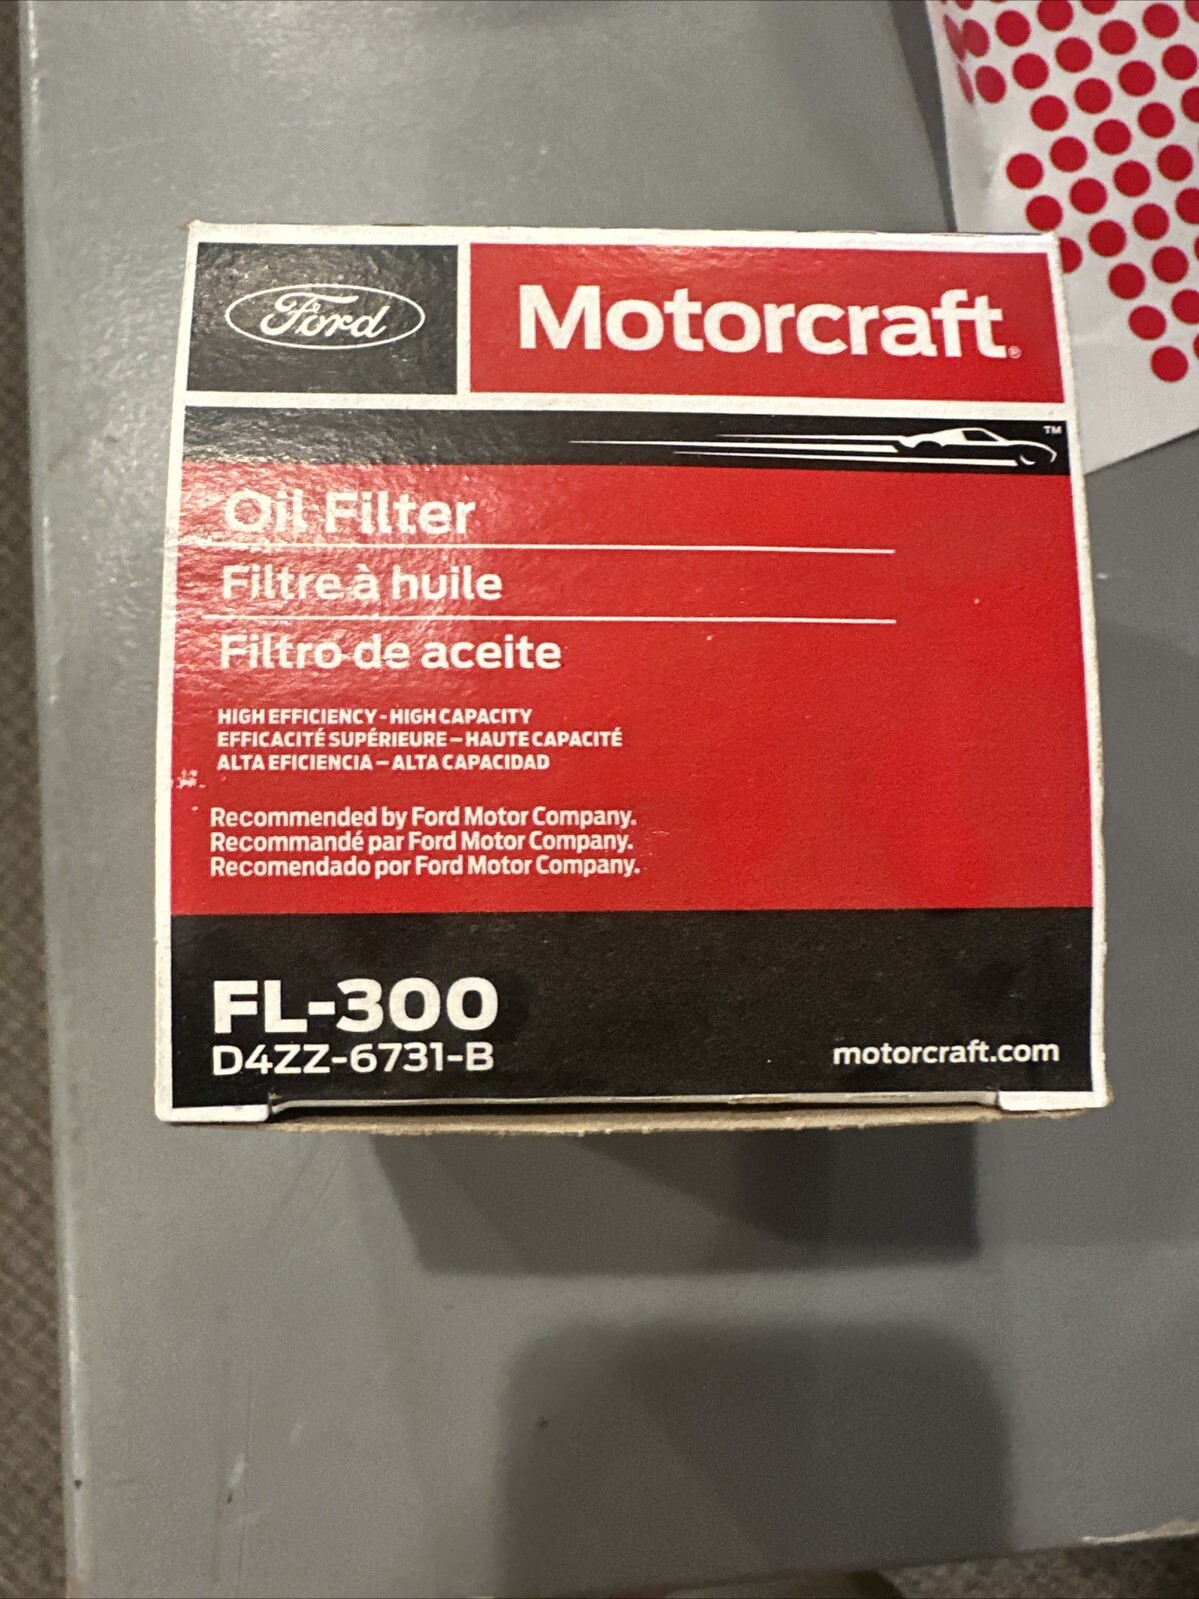 Ford
Motorcraft®
™
Oil Filter
Filtre à huile
Filtro de aceite
HIGH EFFICIENCY - HIGH CAPACITY
EFFICACITÉ SUPÉRIEURE – HAUTE CAPACITÉ
ALTA EFICIENCIA – ALTA CAPACIDAD
Recommended by Ford Motor Company.
Recommandé par Ford Motor Company.
Recomendado por Ford Motor Company.
FL-300
D4ZZ-6731-B
motorcraft.com